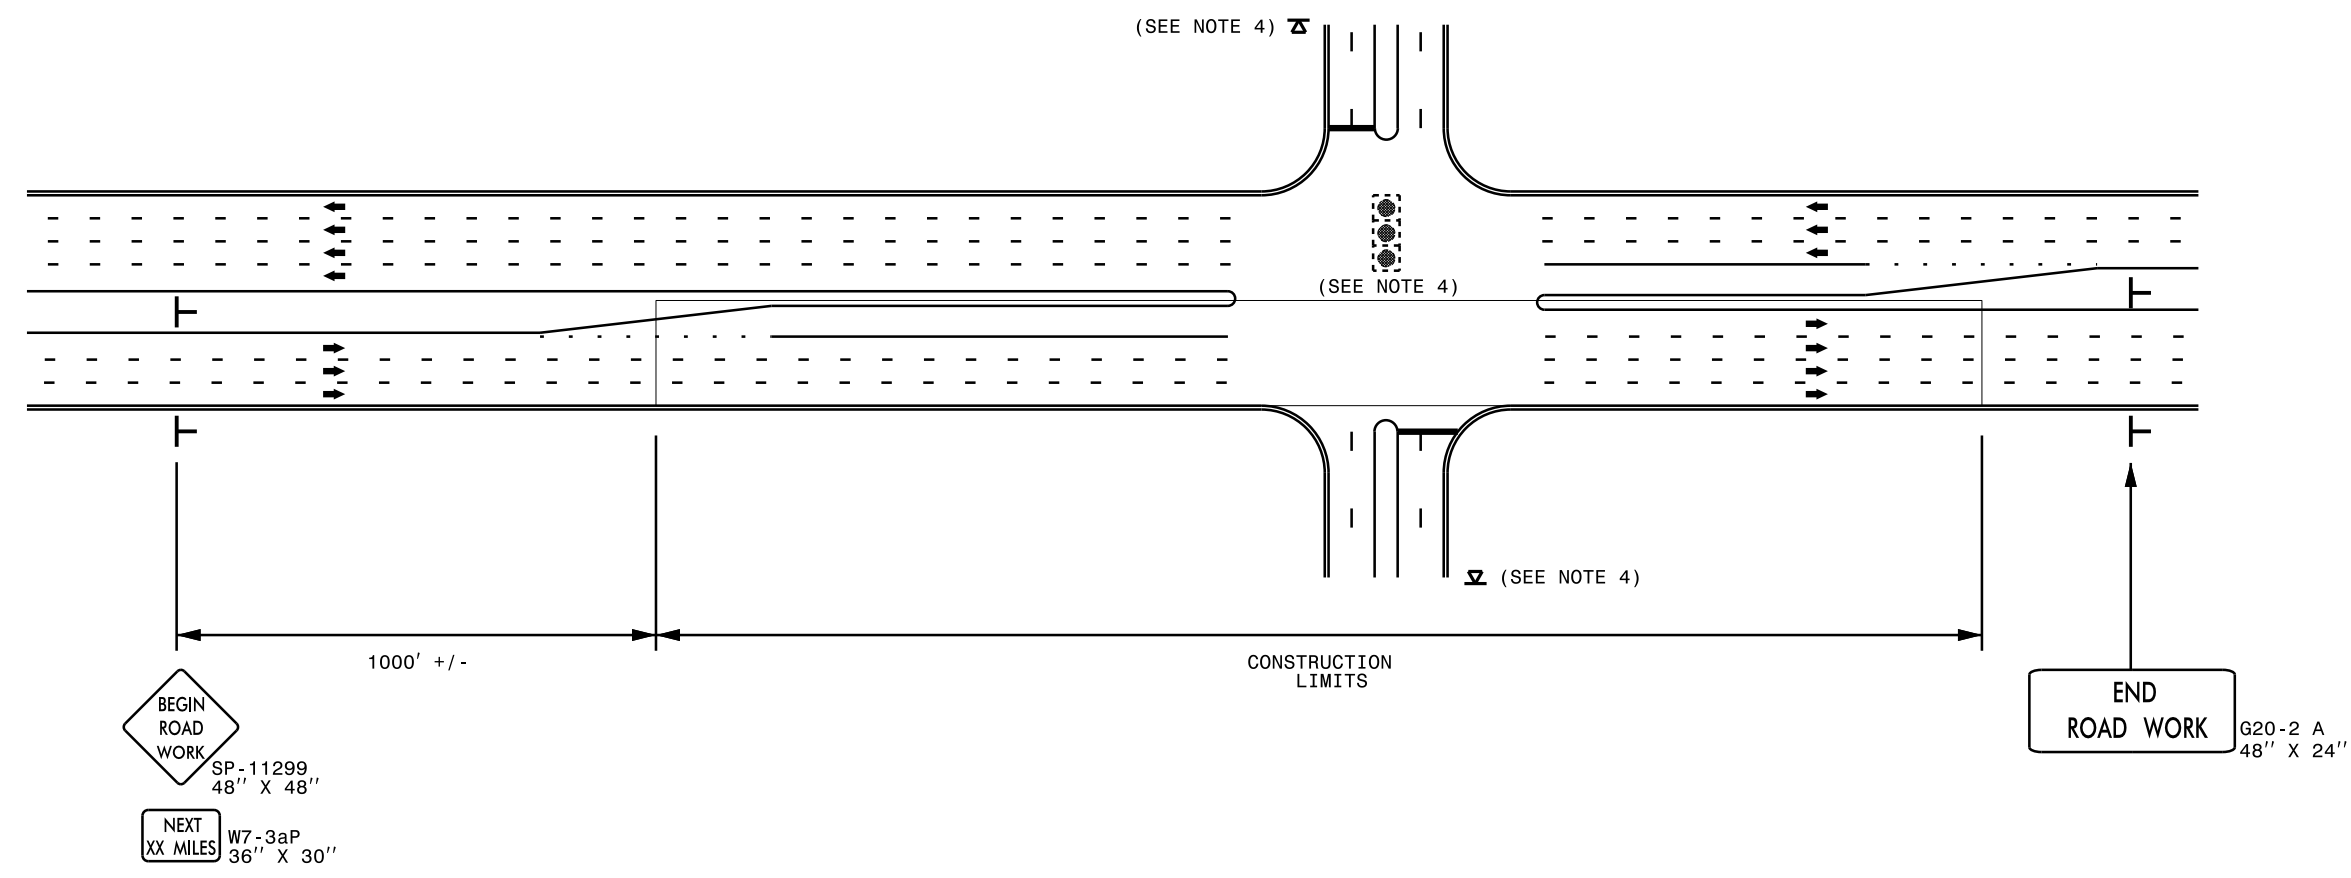 (SEE NOTE 4)
(SEE NOTE 4)
(SEE NOTE 4)
1000' +/-
CONSTRUCTION
LIMITS
BEGIN
ROAD
WORK
SP-11299
48'' X 48''
NEXT
XX MILES
W7-3aP
36'' X 30''
END
ROAD WORK
G20-2 A
48'' X 24''